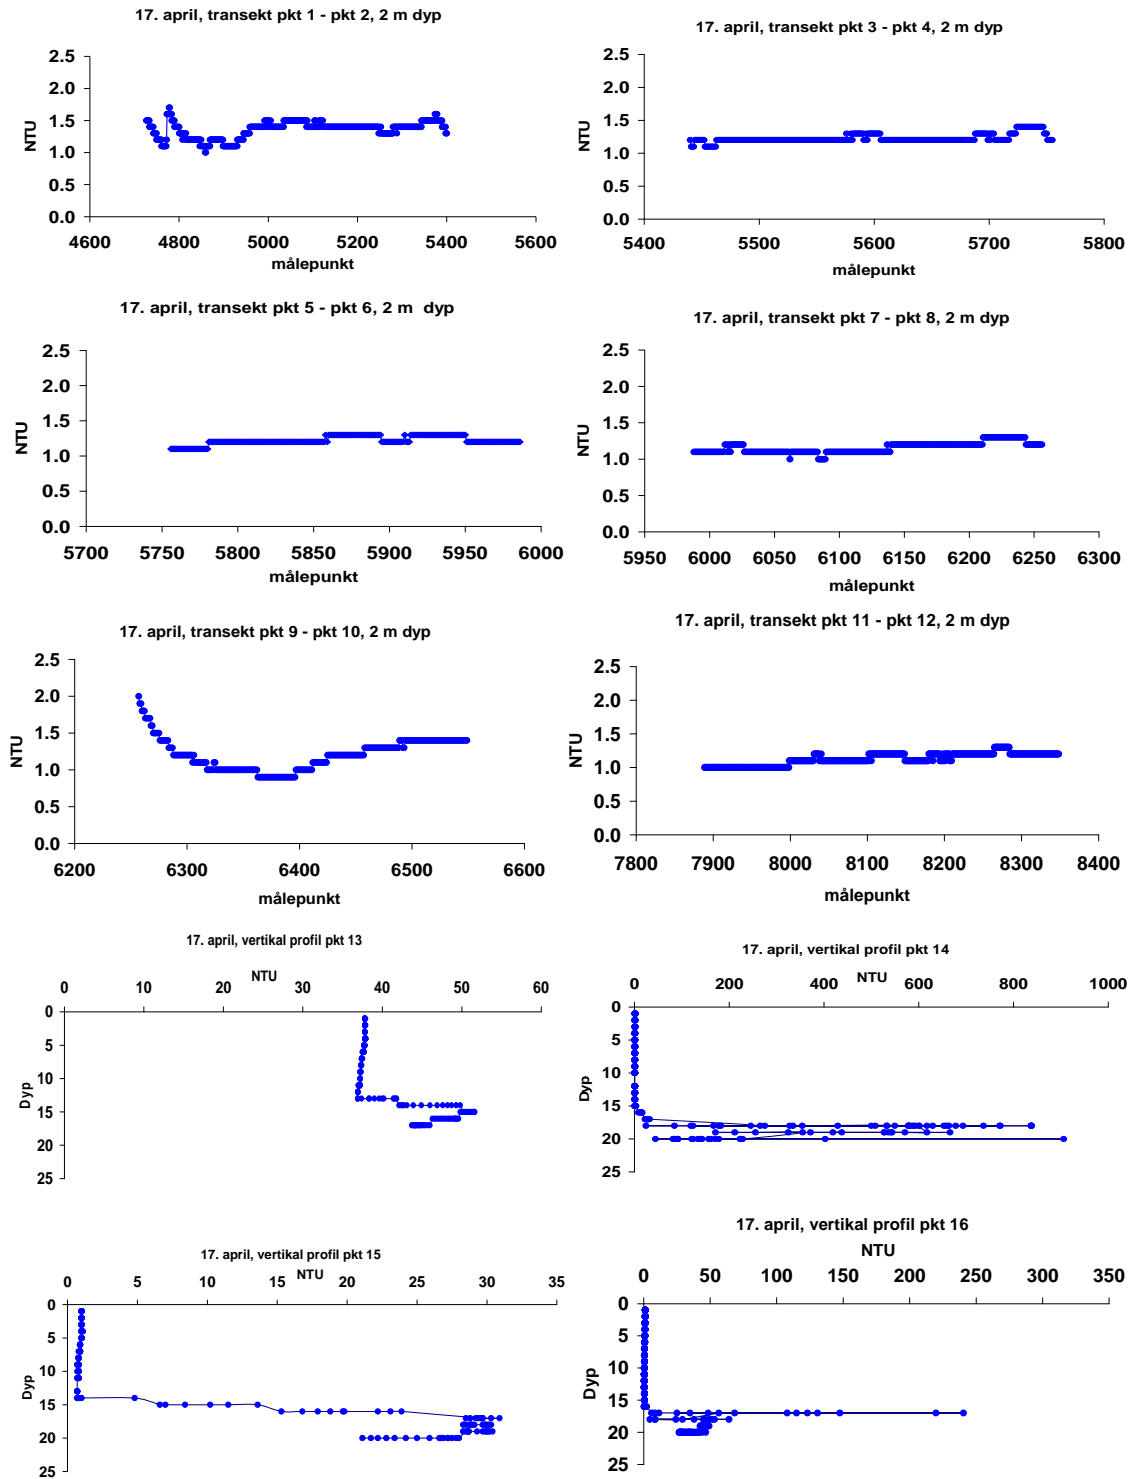 17. april, transekt pkt 1 - pkt 2, 2 m dyp
2.5
2.0
1.5
1.0
0.5
0.0
NTU
4600 4800 5000 5200 5400 5600
målepunkt
17. april, transekt pkt 3 - pkt 4, 2 m dyp
2.5
2.0
1.5
1.0
0.5
0.0
NTU
5400 5500 5600 5700 5800
målepunkt
17. april, transekt pkt 5 - pkt 6, 2 m dyp
2.5
2.0
1.5
1.0
0.5
0.0
NTU
5700 5750 5800 5850 5900 5950 6000
målepunkt
17. april, transekt pkt 7 - pkt 8, 2 m dyp
2.5
2.0
1.5
1.0
0.5
0.0
NTU
5950 6000 6050 6100 6150 6200 6250 6300
målepunkt
17. april, transekt pkt 9 - pkt 10, 2 m dyp
2.5
2.0
1.5
1.0
0.5
0.0
NTU
6200 6300 6400 6500 6600
målepunkt
17. april, transekt pkt 11 - pkt 12, 2 m dyp
2.5
2.0
1.5
1.0
0.5
0.0
NTU
7800 7900 8000 8100 8200 8300 8400
målepunkt
17. april, vertikal profil pkt 13
NTU
0 10 20 30 40 50 60
0
5
10
15
20
25
Dyp
17. april, vertikal profil pkt 14
NTU
0 200 400 600 800 1000
0
5
10
15
20
25
Dyp
17. april, vertikal profil pkt 15
NTU
0 5 10 15 20 25 30 35
0
5
10
15
20
25
Dyp
17. april, vertikal profil pkt 16
NTU
0 50 100 150 200 250 300 350
0
5
10
15
20
25
Dyp